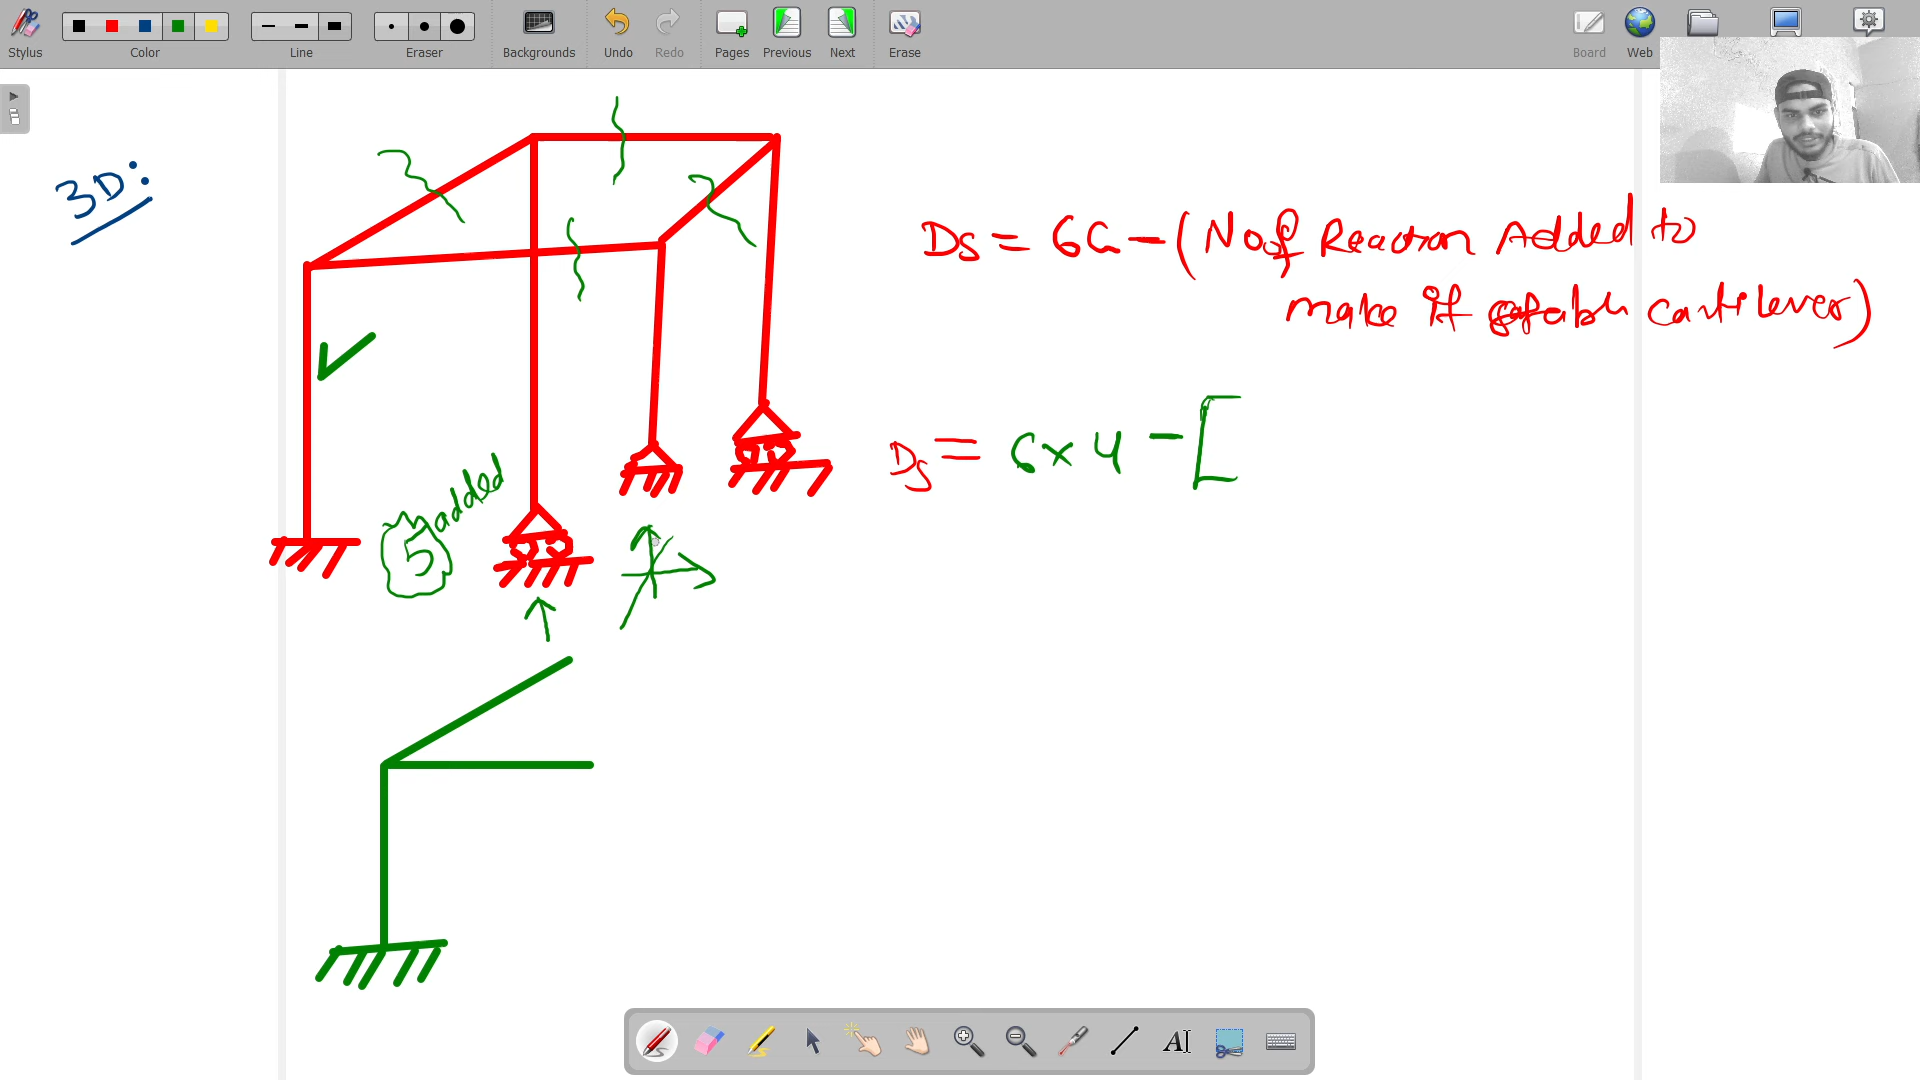 Stylus
Color
Line
Eraser
Backgrounds
Undo
Redo
Pages
Previous
Next
Erase
Board
Web
3D:
Ds = 6C - (No of Reaction Added to
make it cantilever)
Ds = 6 x 4 - [
5 added
AI